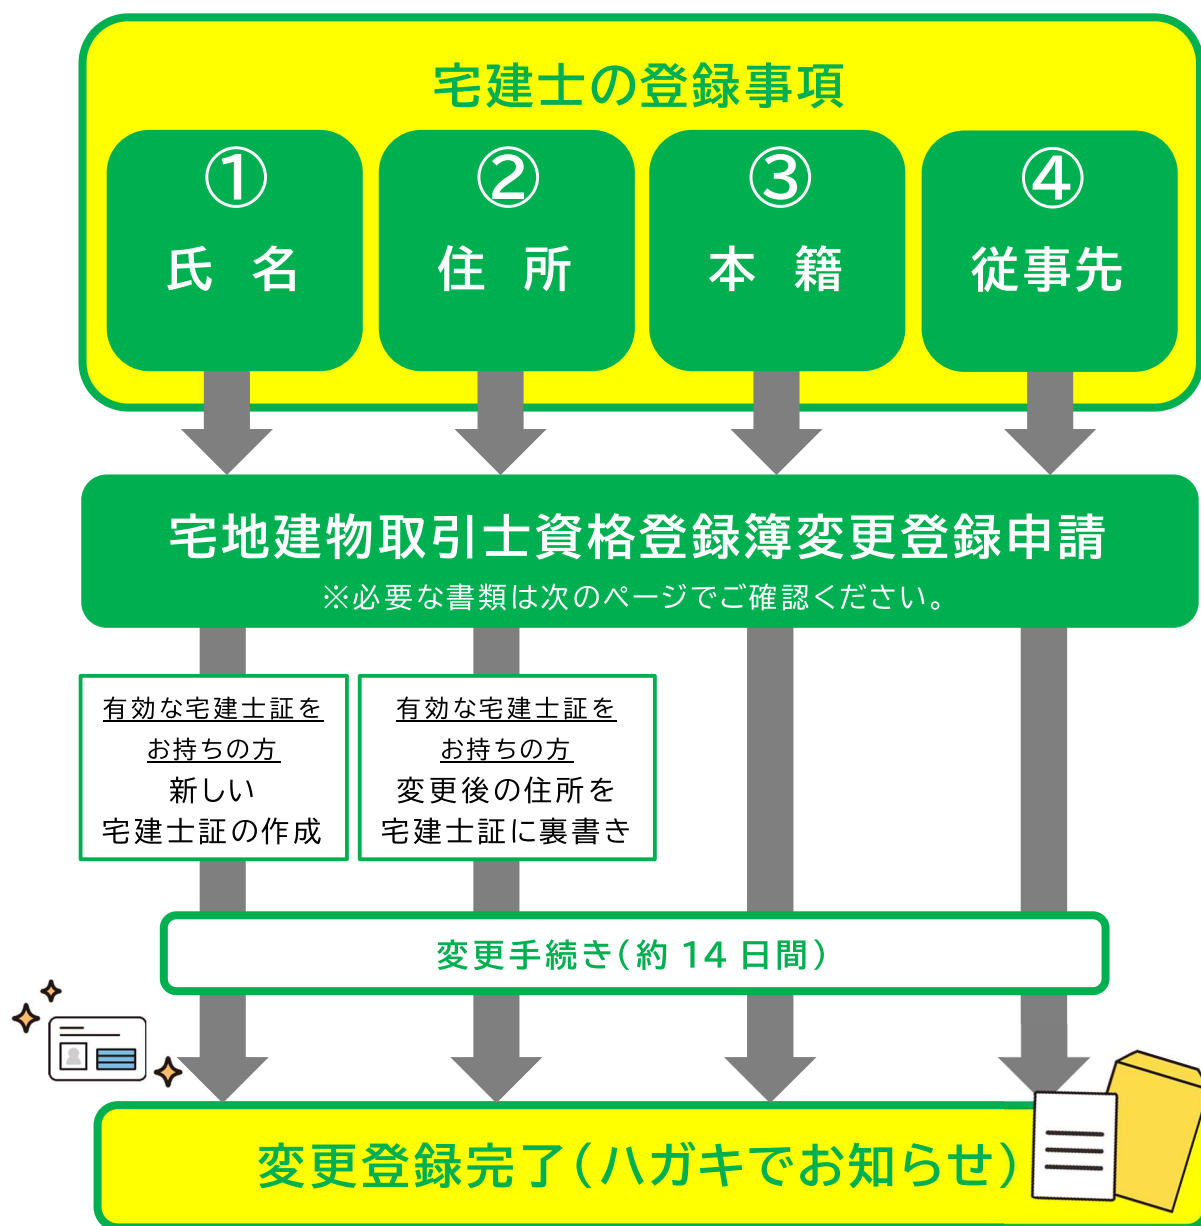 宅建士の登録事項
① ② ③ ④
氏 名 住 所 本 籍 従事先
宅地建物取引士資格登録簿変更登録申請
※必要な書類は次のページでご確認ください。
有効な宅建士証を
お持ちの方
新しい
宅建士証の作成
有効な宅建士証を
お持ちの方
変更後の住所を
宅建士証に裏書き
変更手続き(約 14 日間)
変更登録完了(ハガキでお知らせ)